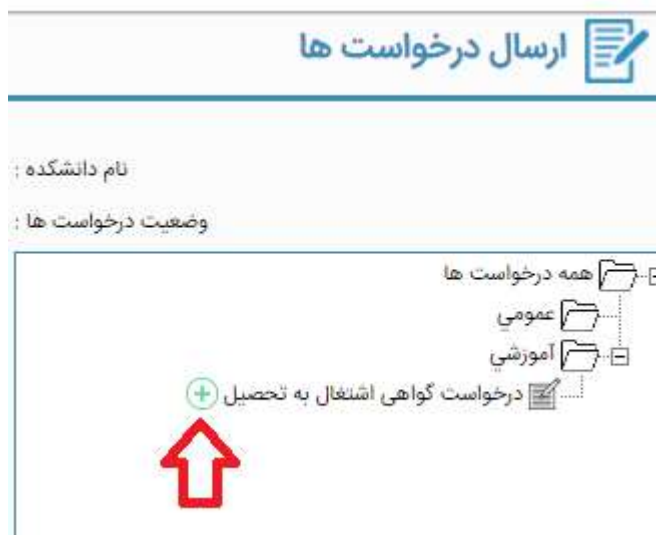 ارسال درخواست ها
نام دانشکده :
وضعیت درخواست ها :
همه درخواست ها
عمومي
آموزشي
درخواست گواهی اشتغال به تحصیل